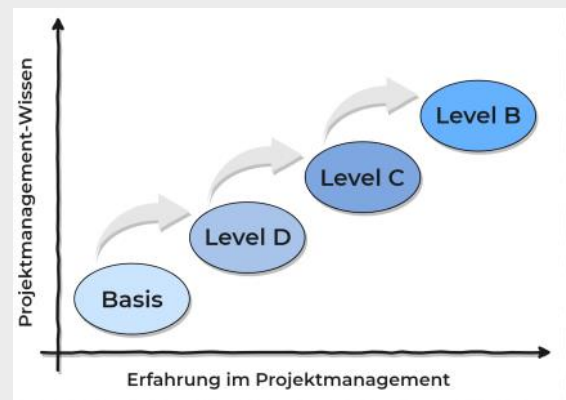 Projektmanagement-Wissen
Level B
Level C
Level D
Basis
Erfahrung im Projektmanagement